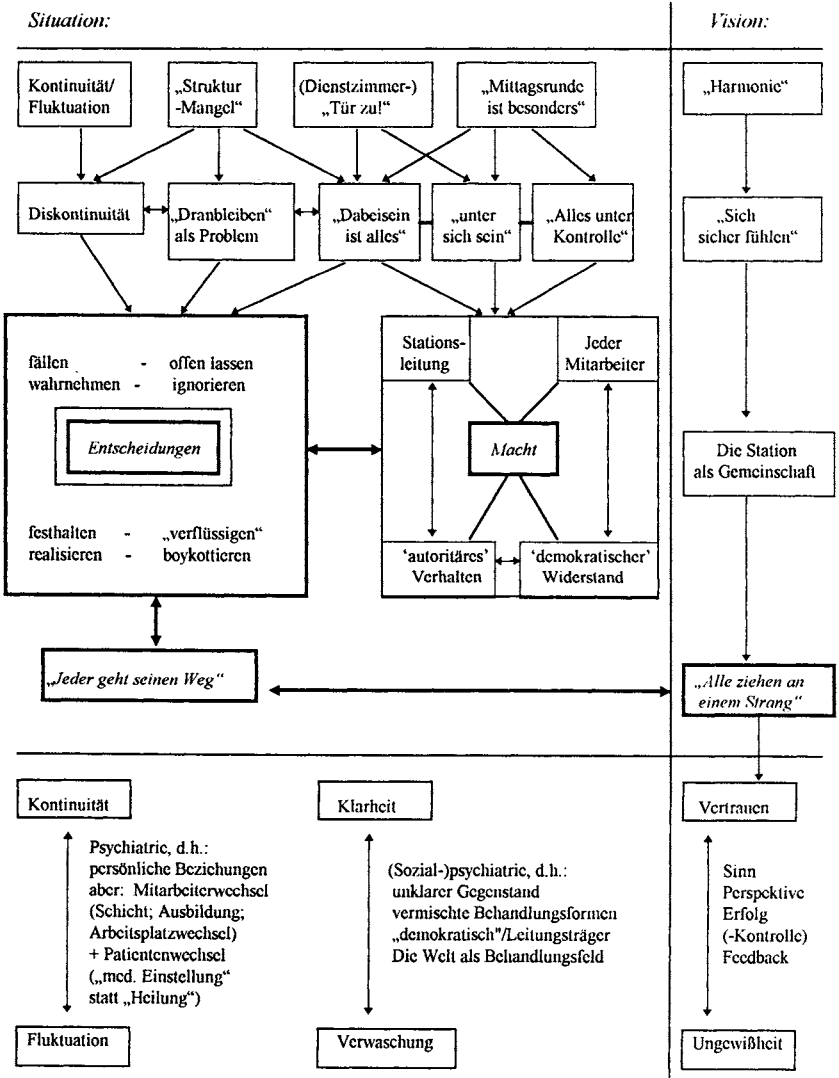 Situation:
Vision:
Kontinuität/
Fluktuation
„Struktur
-Mangel“
(Dienstzimmer-)
„Tür zu!“
„Mittagsrunde
ist besonders“
„Harmonie“
Diskontinuität
„Dranbleiben“
als Problem
„Dabeisein
ist alles“
„unter
sich sein“
„Alles unter
Kontrolle“
„Sich
sicher fühlen“
fällen - offen lassen
wahrnehmen - ignorieren
Entscheidungen
festhalten - „verflüssigen“
realisieren - boykottieren
Stations-
leitung
Jeder
Mitarbeiter
Macht
'autoritäres'
Verhalten
'demokratischer'
Widerstand
Die Station
als Gemeinschaft
„Jeder geht seinen Weg“
„Alle ziehen an
einem Strang“
Kontinuität
Psychiatrie, d.h.:
persönliche Beziehungen
aber: Mitarbeiterwechsel
(Schicht; Ausbildung;
Arbeitsplatzwechsel)
+ Patientenwechsel
(„med. Einstellung“
statt „Heilung“)
Fluktuation
Klarheit
(Sozial-)psychiatrie, d.h.:
unklarer Gegenstand
vermischte Behandlungsformen
„demokratisch"/Leitungsträger
Die Welt als Behandlungsfeld
Verwaschung
Vertrauen
Sinn
Perspektive
Erfolg
(-Kontrolle)
Feedback
Ungewißheit